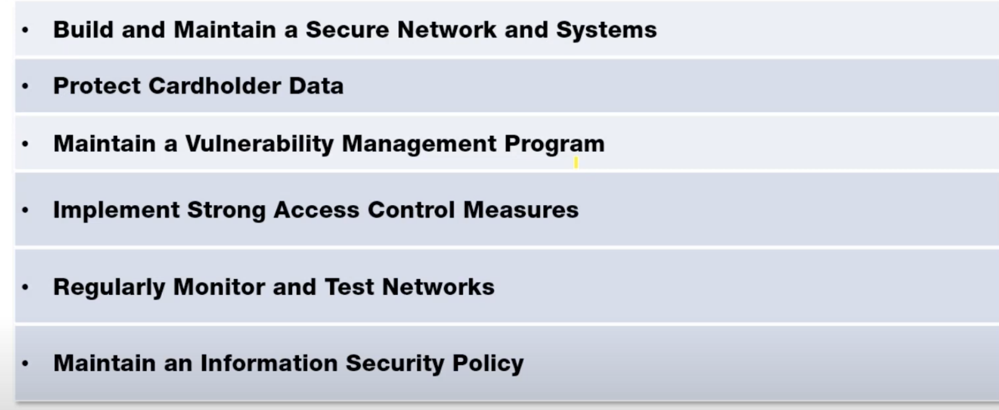 • Build and Maintain a Secure Network and Systems
• Protect Cardholder Data
• Maintain a Vulnerability Management Program
• Implement Strong Access Control Measures
• Regularly Monitor and Test Networks
• Maintain an Information Security Policy